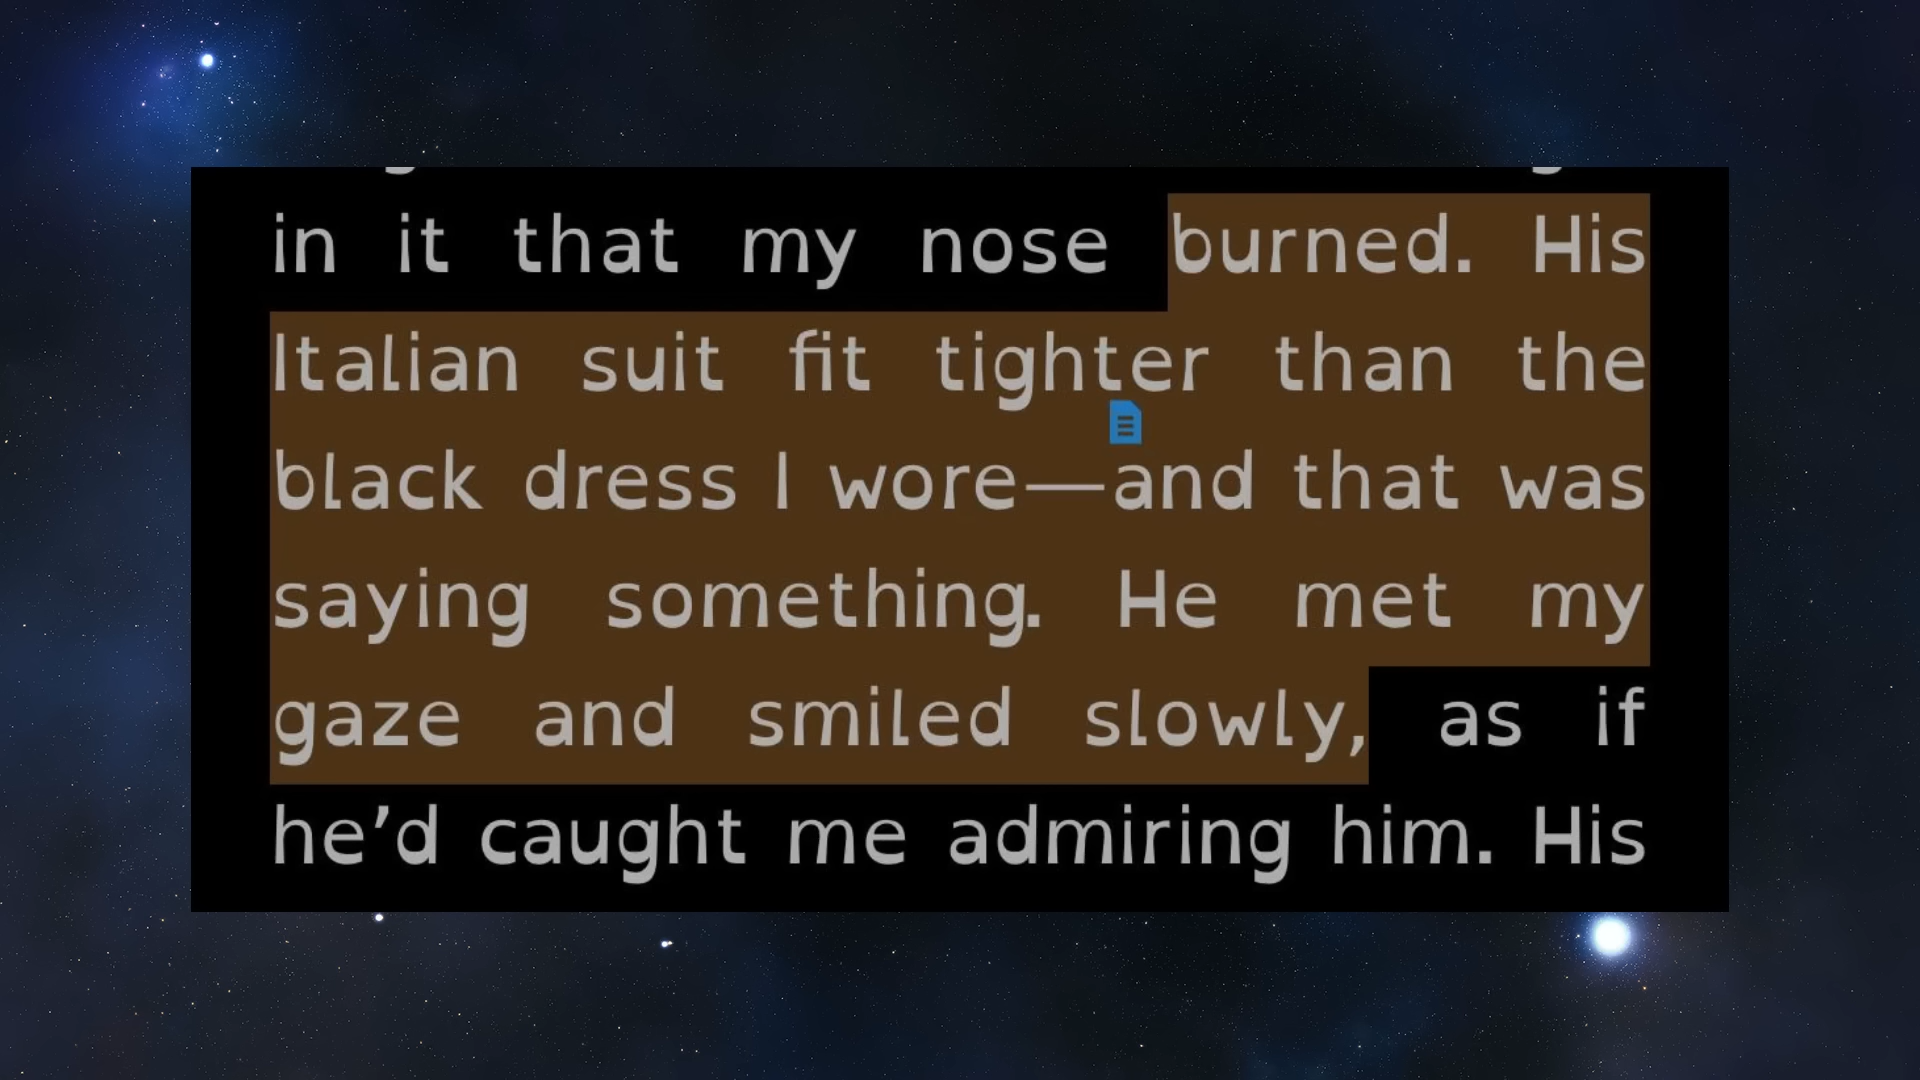 in it that my nose burned. His
Italian suit fit tighter than the
black dress I wore—and that was
saying something. He met my
gaze and smiled slowly, as if
he’d caught me admiring him. His